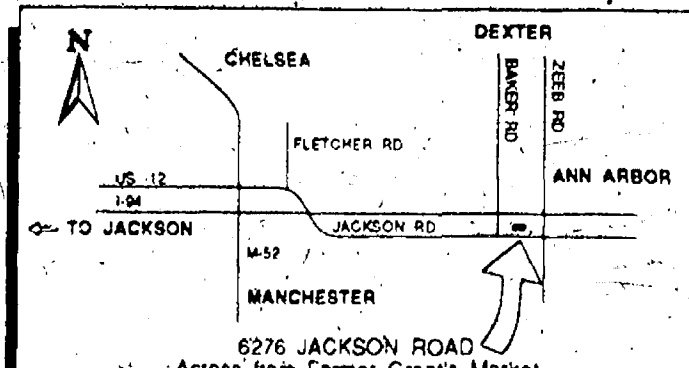 N
DEXTER
CHELSEA
BAKER RD
ZEEB RD
FLETCHER RD
ANN ARBOR
US -12
I-94
TO JACKSON
JACKSON RD
M-52
MANCHESTER
6276 JACKSON ROAD
Across from Farmer Grant's Market